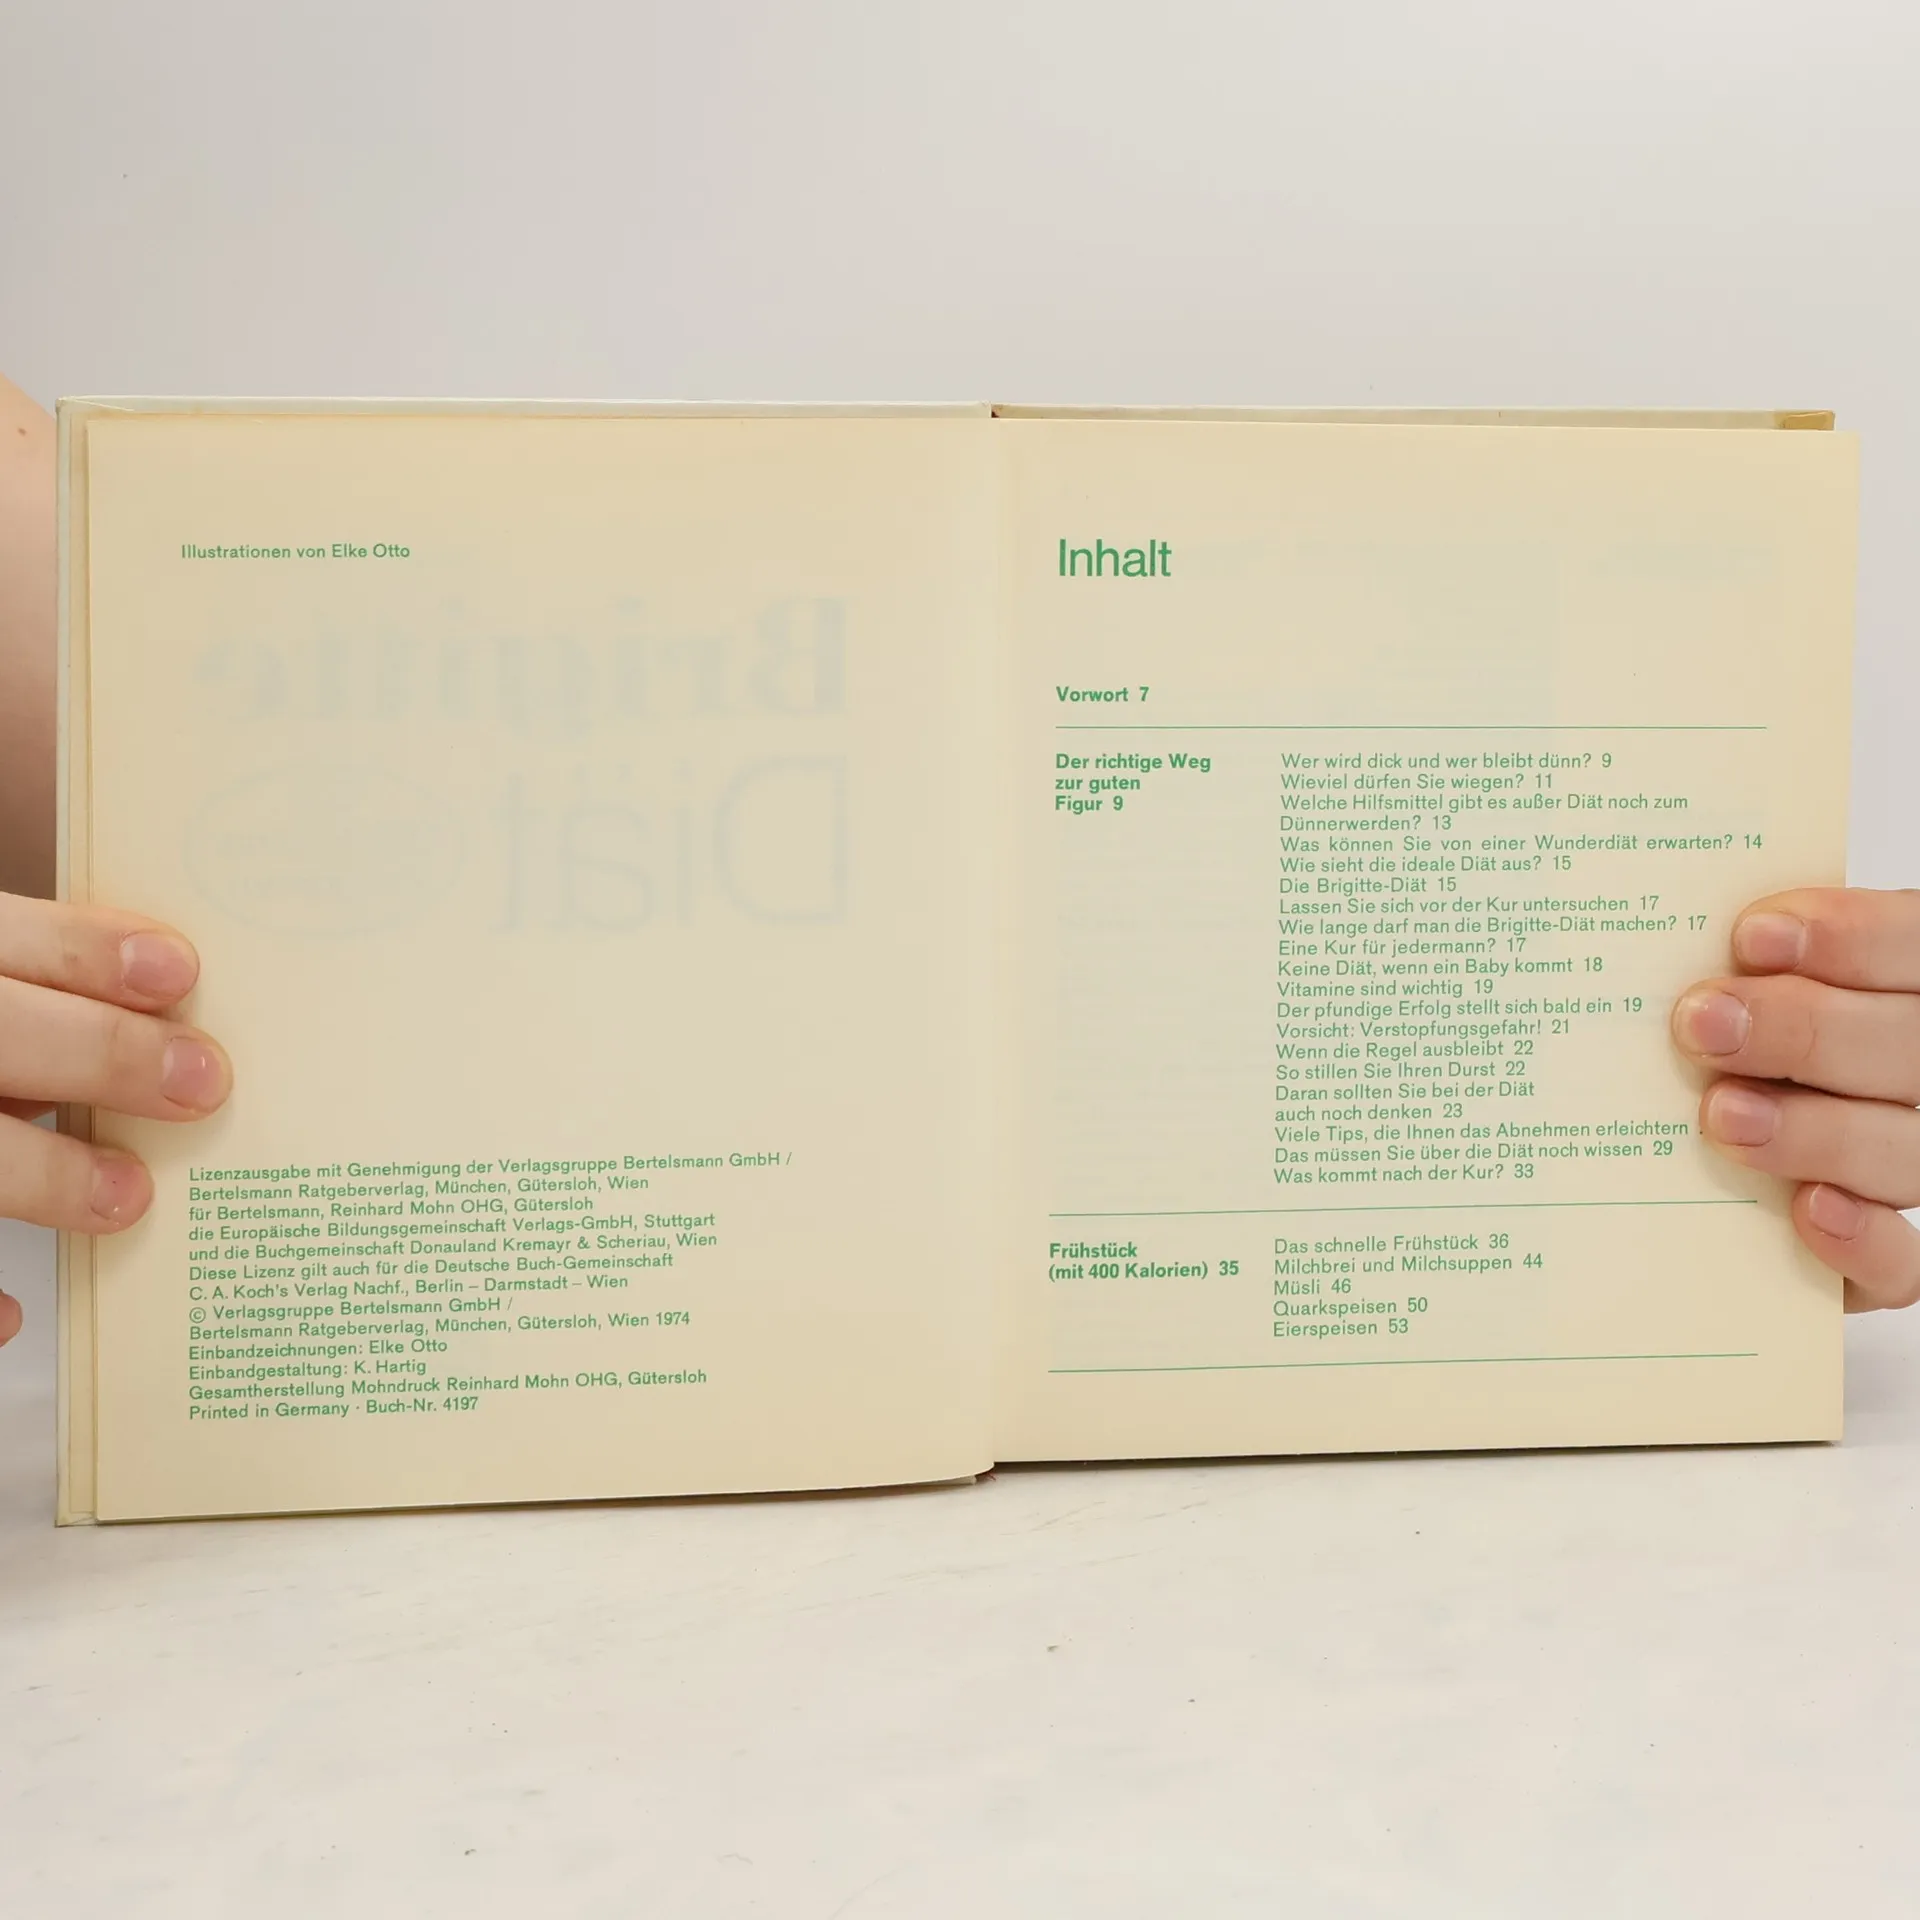 Illustrationen von Elke Otto
Brigitte
Diät
Lizenzausgabe mit Genehmigung der Verlagsgruppe Bertelsmann GmbH /
Bertelsmann Ratgeberverlag, München, Gütersloh, Wien
für Bertelsmann, Reinhard Mohn OHG, Gütersloh
die Europäische Bildungsgemeinschaft Verlags-GmbH, Stuttgart
und die Buchgemeinschaft Donauland Kremayr & Scheriau, Wien
Diese Lizenz gilt auch für die Deutsche Buch-Gemeinschaft
C. A. Koch's Verlag Nachf., Berlin – Darmstadt – Wien
© Verlagsgruppe Bertelsmann GmbH /
Bertelsmann Ratgeberverlag, München, Gütersloh, Wien 1974
Einbandzeichnungen: Elke Otto
Einbandgestaltung: K. Hartig
Gesamtherstellung Mohndruck Reinhard Mohn OHG, Gütersloh
Printed in Germany · Buch-Nr. 4197
Inhalt
Vorwort 7
Der richtige Weg
zur guten
Figur 9
Wer wird dick und wer bleibt dünn? 9
Wieviel dürfen Sie wiegen? 11
Welche Hilfsmittel gibt es außer Diät noch zum
Dünnerwerden? 13
Was können Sie von einer Wunderdiät erwarten? 14
Wie sieht die ideale Diät aus? 15
Die Brigitte-Diät 15
Lassen Sie sich vor der Kur untersuchen 17
Wie lange darf man die Brigitte-Diät machen? 17
Eine Kur für jedermann? 17
Keine Diät, wenn ein Baby kommt 18
Vitamine sind wichtig 19
Der pfundige Erfolg stellt sich bald ein 19
Vorsicht: Verstopfungsgefahr! 21
Wenn die Regel ausbleibt 22
So stillen Sie Ihren Durst 22
Daran sollten Sie bei der Diät
auch noch denken 23
Viele Tips, die Ihnen das Abnehmen erleichtern
Das müssen Sie über die Diät noch wissen 29
Was kommt nach der Kur? 33
Frühstück
(mit 400 Kalorien) 35
Das schnelle Frühstück 36
Milchbrei und Milchsuppen 44
Müsli 46
Quarkspeisen 50
Eierspeisen 53